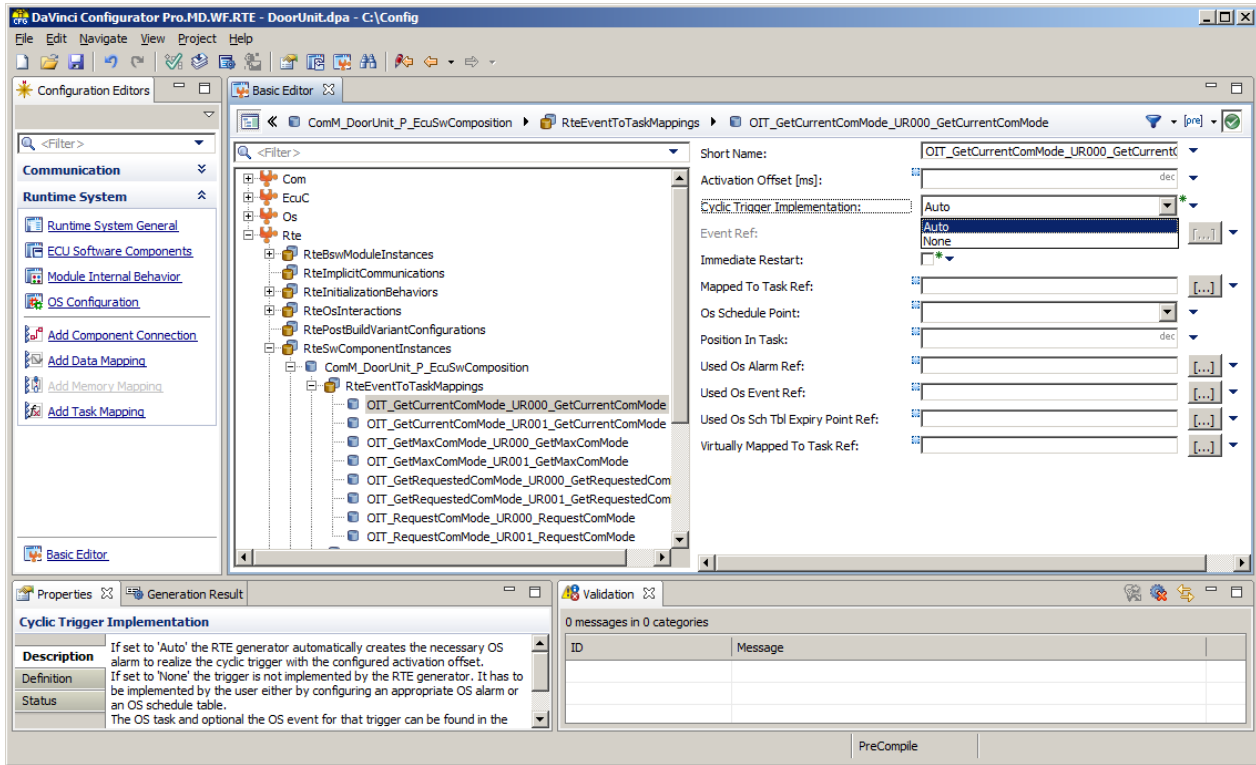 DaVinci Configurator Pro.MD.WF.RTE - DoorUnit.dpa - C:\Config
File Edit Navigate View Project Help
Configuration Editors
<Filter>
Communication
Runtime System
Runtime System General
ECU Software Components
Module Internal Behavior
OS Configuration
Add Component Connection
Add Data Mapping
Add Memory Mapping
Add Task Mapping
Basic Editor
Basic Editor
ComM_DoorUnit_P_EcuSwComposition RteEventToTaskMappings OIT_GetCurrentComMode_UR000_GetCurrentComMode [pre]
<Filter>
Com
EcuC
Os
Rte
RteBswModuleInstances
RteImplicitCommunications
RteInitializationBehaviors
RteOsInteractions
RtePostBuildVariantConfigurations
RteSwComponentInstances
ComM_DoorUnit_P_EcuSwComposition
RteEventToTaskMappings
OIT_GetCurrentComMode_UR000_GetCurrentComMode
OIT_GetCurrentComMode_UR001_GetCurrentComMode
OIT_GetMaxComMode_UR000_GetMaxComMode
OIT_GetMaxComMode_UR001_GetMaxComMode
OIT_GetRequestedComMode_UR000_GetRequestedCom
OIT_GetRequestedComMode_UR001_GetRequestedCom
OIT_RequestComMode_UR000_RequestComMode
OIT_RequestComMode_UR001_RequestComMode
Short Name: OIT_GetCurrentComMode_UR000_GetCurrentC
Activation Offset [ms]: dec
Cyclic Trigger Implementation: Auto
Auto
None
Event Ref: [...]
Immediate Restart:
Mapped To Task Ref: [...]
Os Schedule Point:
Position In Task: dec
Used Os Alarm Ref: [...]
Used Os Event Ref: [...]
Used Os Sch Tbl Expiry Point Ref: [...]
Virtually Mapped To Task Ref: [...]
Properties Generation Result
Cyclic Trigger Implementation
Description
Definition
Status
If set to 'Auto' the RTE generator automatically creates the necessary OS
alarm to realize the cyclic trigger with the configured activation offset.
If set to 'None' the trigger is not implemented by the RTE generator. It has to
be implemented by the user either by configuring an appropriate OS alarm or
an OS schedule table.
The OS task and optional the OS event for that trigger can be found in the
Validation
0 messages in 0 categories
ID Message
PreCompile